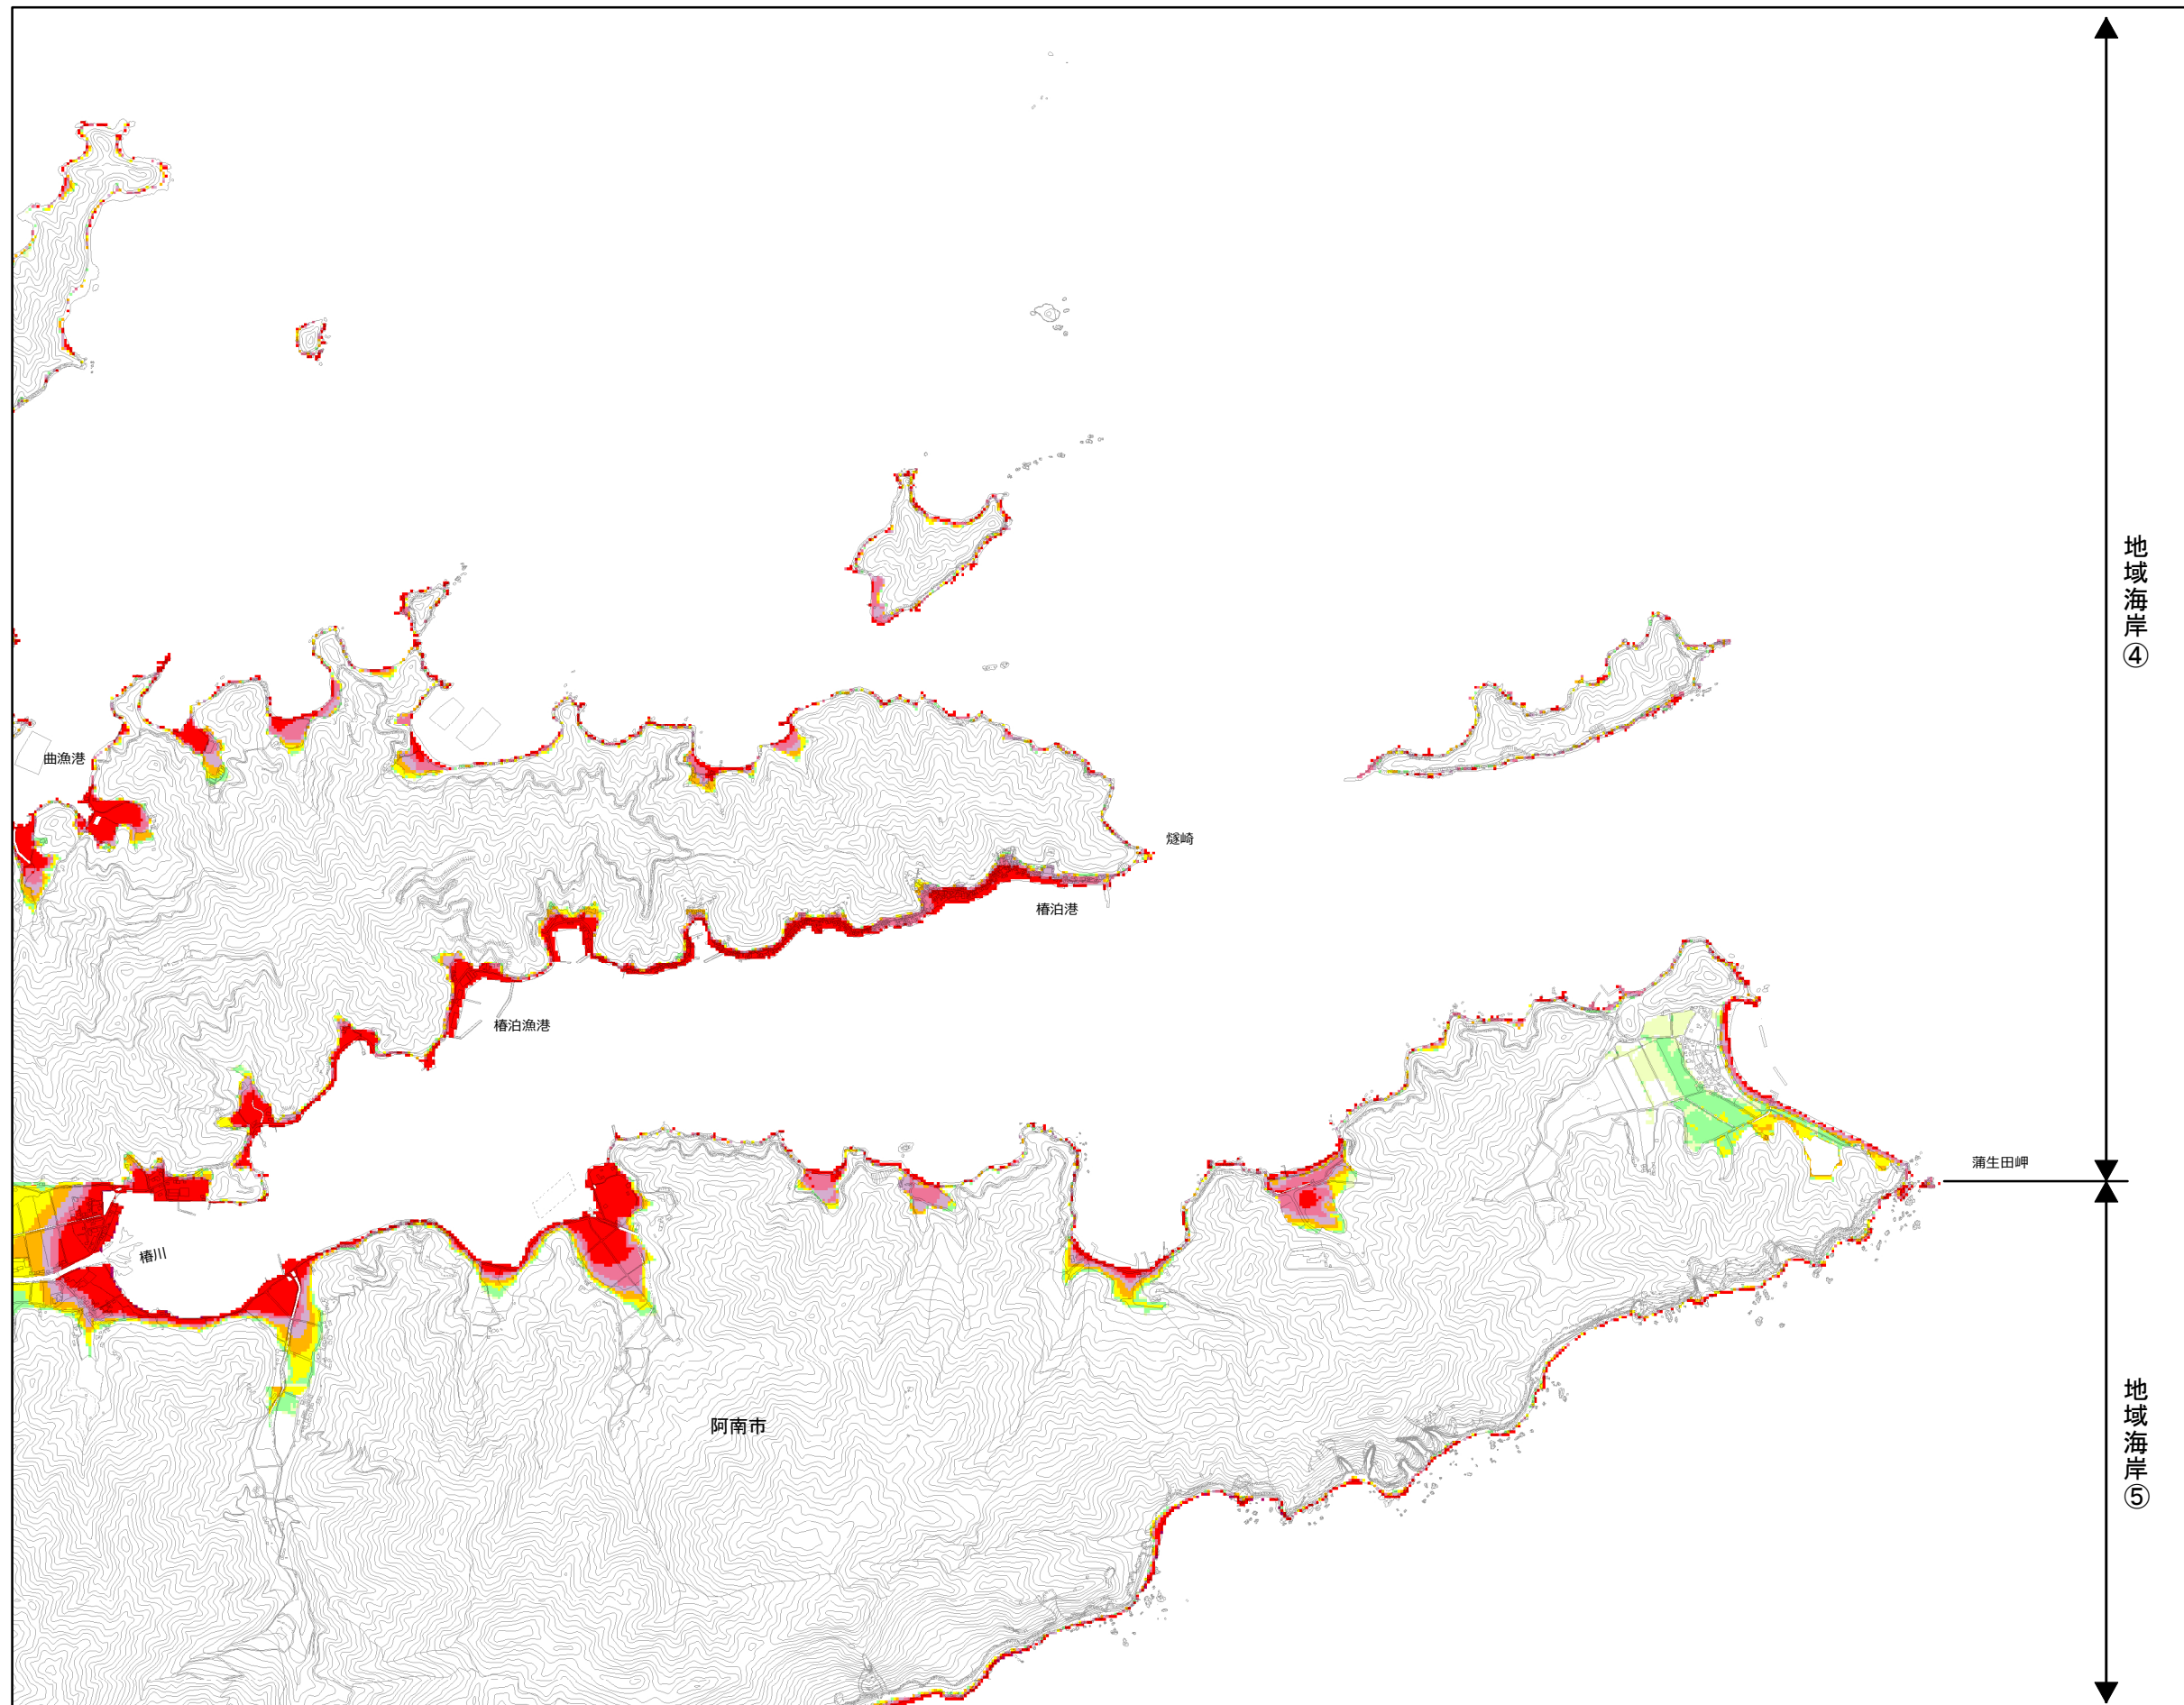 地域海岸④
曲漁港
燧崎
椿泊港
椿泊漁港
蒲生田岬
椿川
地域海岸⑤
阿南市